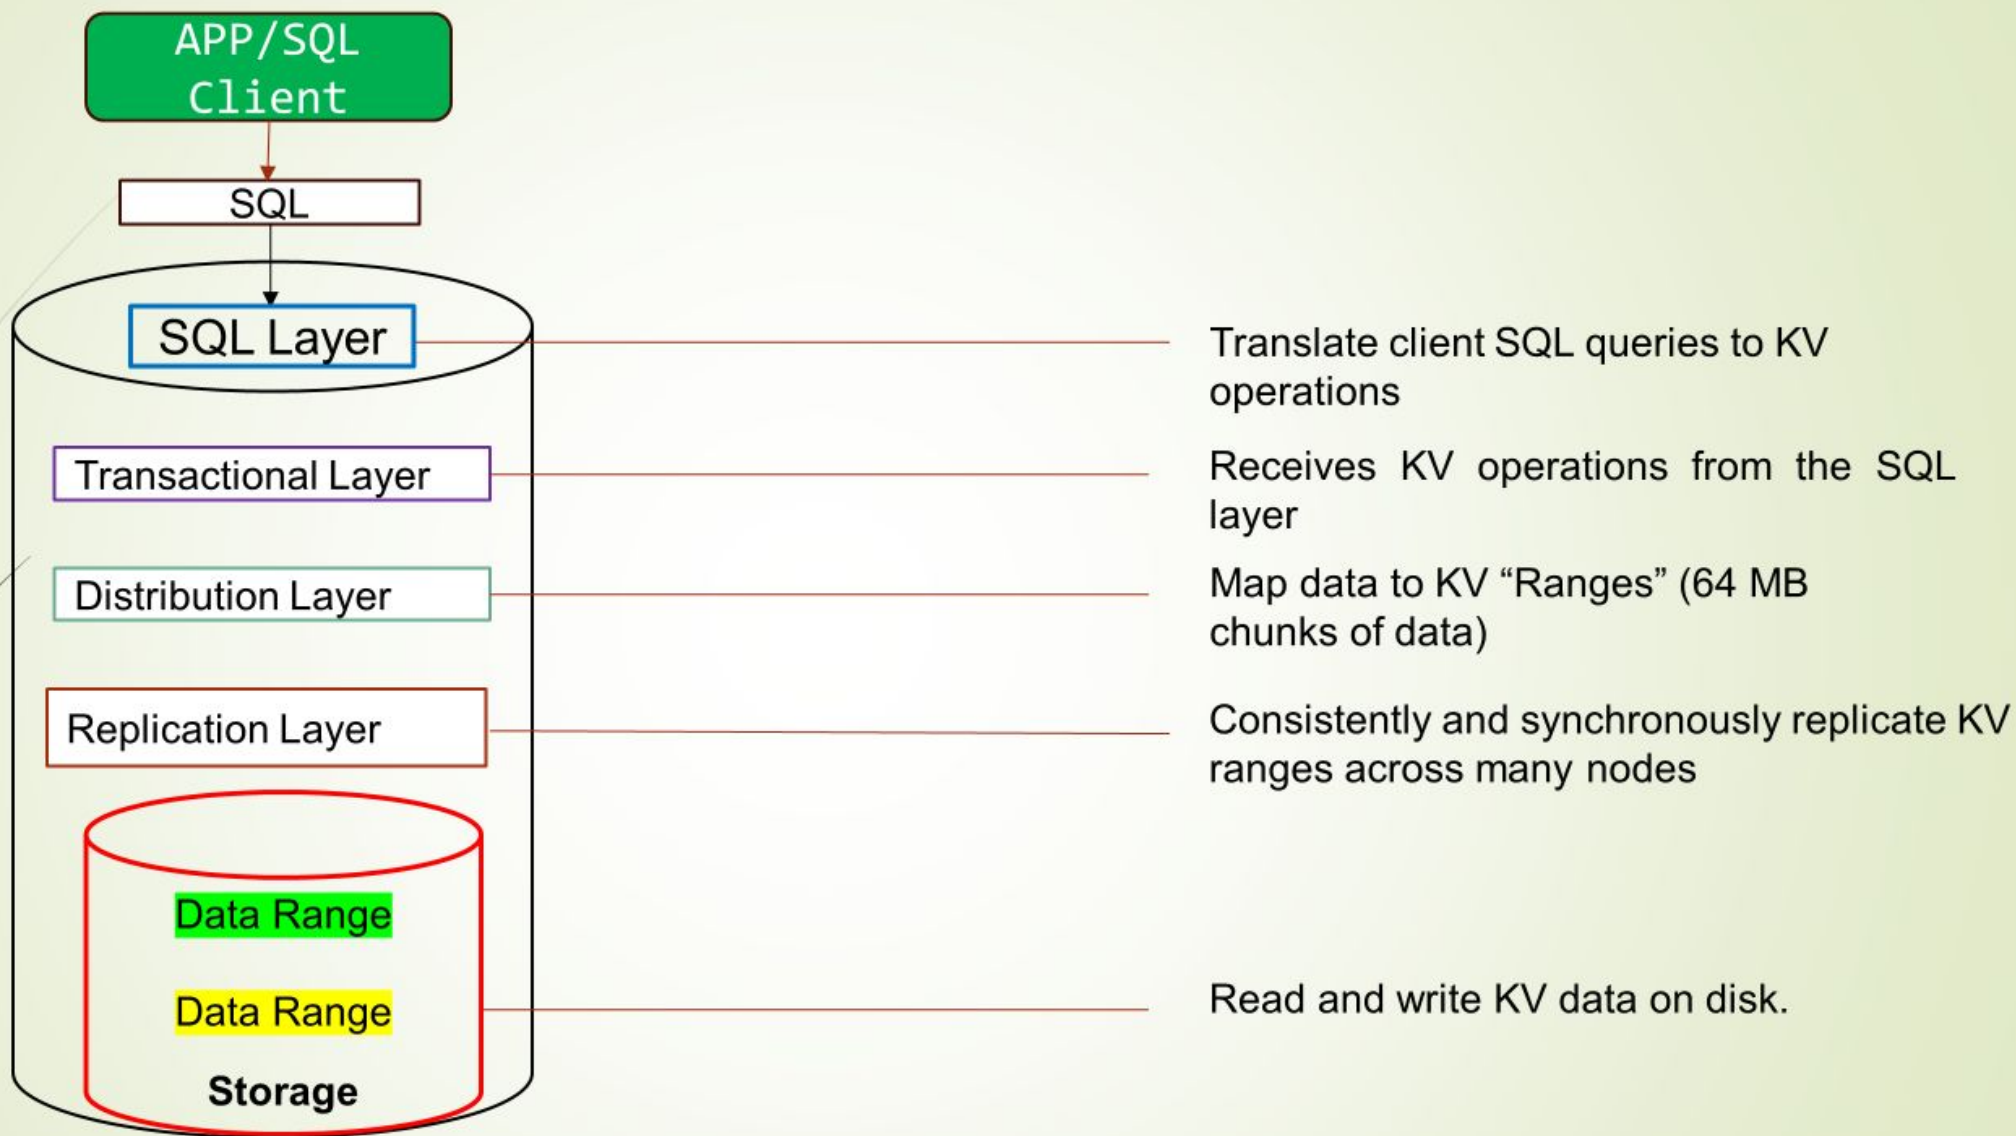 APP/SQL
Client
SQL
SQL Layer
Translate client SQL queries to KV
operations
Transactional Layer
Receives KV operations from the SQL
layer
Distribution Layer
Map data to KV “Ranges” (64 MB
chunks of data)
Replication Layer
Consistently and synchronously replicate KV
ranges across many nodes
Data Range
Data Range
Read and write KV data on disk.
Storage